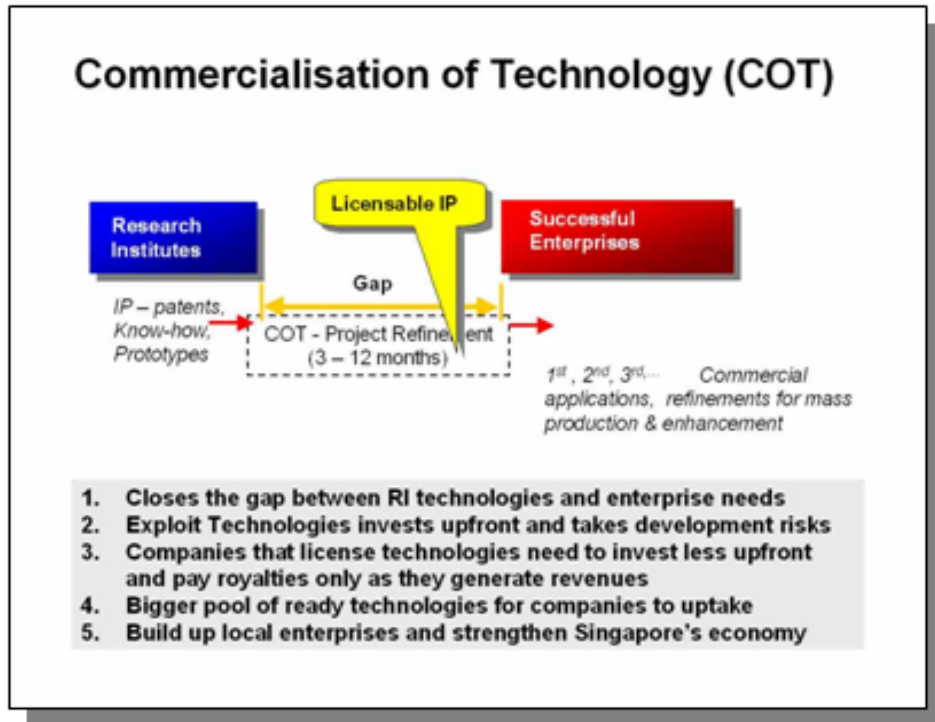 Commercialisation of Technology (COT)
Licensable IP
Research
Institutes
Successful
Enterprises
Gap
IP – patents,
Know-how,
Prototypes
COT - Project Refinement
(3 – 12 months)
1st , 2nd, 3rd,... Commercial
applications, refinements for mass
production & enhancement
1. Closes the gap between RI technologies and enterprise needs
2. Exploit Technologies invests upfront and takes development risks
3. Companies that license technologies need to invest less upfront
and pay royalties only as they generate revenues
4. Bigger pool of ready technologies for companies to uptake
5. Build up local enterprises and strengthen Singapore's economy